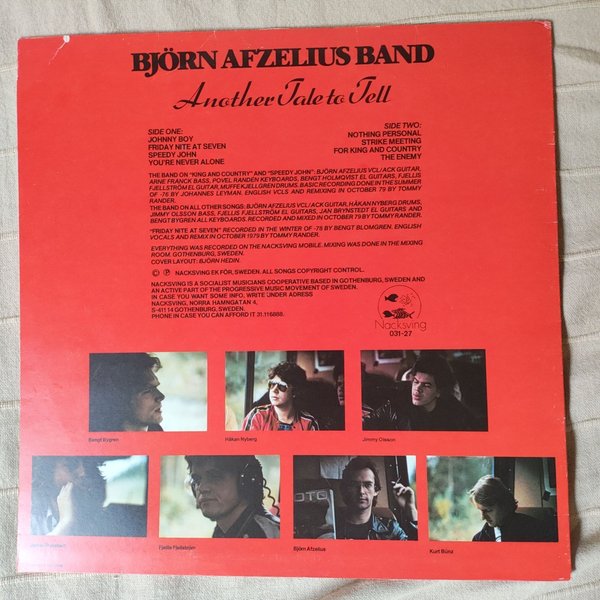 BJÖRN AFZELIUS BAND
Another Tale to Tell
SIDE ONE:
JOHNNY BOY
FRIDAY NITE AT SEVEN
SPEEDY JOHN
YOU'RE NEVER ALONE
SIDE TWO:
NOTHING PERSONAL
STRIKE MEETING
FOR KING AND COUNTRY
THE ENEMY
THE BAND ON "KING AND COUNTRY" AND "SPEEDY JOHN": BJÖRN AFZELIUS VCL/ACK GUITAR,
ARNE FRANCK BASS, POVEL RANDÉN KEYBOARDS, BENGT HOLMQVIST EL GUITARS, FJELLIS
FJELLSTRÖM EL GUITAR, MUFFE KJELLGREN DRUMS. BASIC RECORDING DONE IN THE SUMMER
OF -78 BY JOHANNES LEYMAN. ENGLISH VCLS AND REMIXING IN OCTOBER 79 BY TOMMY
RANDER.
THE BAND ON ALL OTHER SONGS: BJÖRN AFZELIUS VCL/ACK GUITAR, HÅKAN NYBERG DRUMS,
JIMMY OLSSON BASS, FJELLIS FJELLSTRÖM EL GUITARS, JAN BRYNSTEDT EL GUITARS AND
BENGT BYGREN ALL KEYBOARDS. RECORDED AND MIXED IN OCTOBER 79 BY TOMMY RANDER.
"FRIDAY NITE AT SEVEN" RECORDED IN THE WINTER OF -78 BY BENGT BLOMGREN. ENGLISH
VOCALS AND REMIX IN OCTOBER 1979 BY TOMMY RANDER.
EVERYTHING WAS RECORDED ON THE NACKSVING MOBILE. MIXING WAS DONE IN THE MIXING
ROOM. GOTHENBURG, SWEDEN.
COVER LAYOUT: BJÖRN HEDIN.
© ℗ NACKSVING EK FÖR, SWEDEN. ALL SONGS COPYRIGHT CONTROL.
NACKSVING IS A SOCIALIST MUSICIANS COOPERATIVE BASED IN GOTHENBURG, SWEDEN AND
AN ACTIVE PART OF THE PROGRESSIVE MUSIC MOVEMENT OF SWEDEN.
IN CASE YOU WANT SOME INFO, WRITE UNDER ADRESS
NACKSVING, NORRA HAMNGATAN 4,
S-411 14 GOTHENBURG, SWEDEN.
PHONE IN CASE YOU CAN AFFORD IT 31.116888.
Nacksving
031-27
Bengt Bygren
Håkan Nyberg
Jimmy Olsson
Fjellis Fjellström
Björn Afzelius
Kurt Bünz